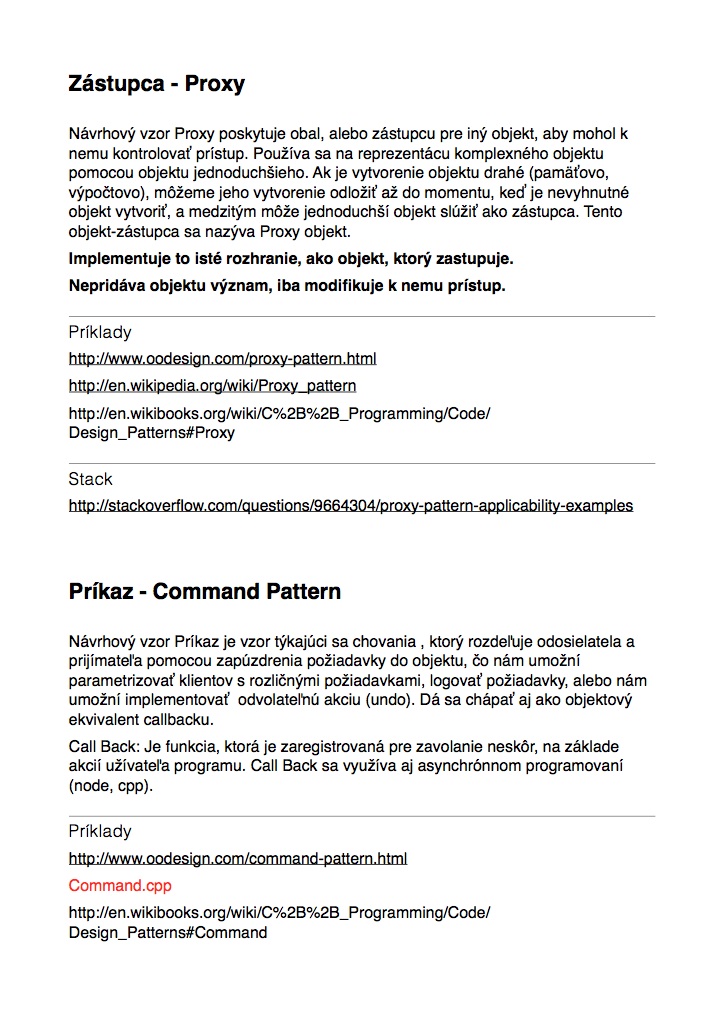 Zástupca - Proxy
Návrhový vzor Proxy poskytuje obal, alebo zástupcu pre iný objekt, aby mohol k
nemu kontrolovať prístup. Používa sa na reprezentácu komplexného objektu
pomocou objektu jednoduchšieho. Ak je vytvorenie objektu drahé (pamäťovo,
výpočtovo), môžeme jeho vytvorenie odložiť až do momentu, keď je nevyhnutné
objekt vytvoriť, a medzitým môže jednoduchší objekt slúžiť ako zástupca. Tento
objekt-zástupca sa nazýva Proxy objekt.
Implementuje to isté rozhranie, ako objekt, ktorý zastupuje.
Nepridáva objektu význam, iba modifikuje k nemu prístup.
Príklady
http://www.oodesign.com/proxy-pattern.html
http://en.wikipedia.org/wiki/Proxy_pattern
http://en.wikibooks.org/wiki/C%2B%2B_Programming/Code/
Design_Patterns#Proxy
Stack
http://stackoverflow.com/questions/9664304/proxy-pattern-applicability-examples
Príkaz - Command Pattern
Návrhový vzor Príkaz je vzor týkajúci sa chovania , ktorý rozdeľuje odosielatela a
prijímateľa pomocou zapúzdrenia požiadavky do objektu, čo nám umožní
parametrizovať klientov s rozličnými požiadavkami, logovať požiadavky, alebo nám
umožní implementovať  odvolateľnú akciu (undo). Dá sa chápať aj ako objektový
ekvivalent callbacku.
Call Back: Je funkcia, ktorá je zaregistrovaná pre zavolanie neskôr, na základe
akcií užívateľa programu. Call Back sa využíva aj asynchrónnom programovaní
(node, cpp).
Príklady
http://www.oodesign.com/command-pattern.html
Command.cpp
http://en.wikibooks.org/wiki/C%2B%2B_Programming/Code/
Design_Patterns#Command